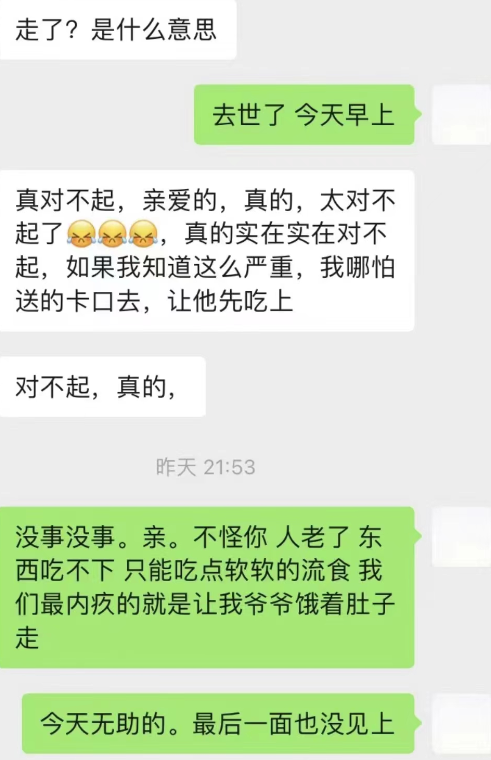 走了？是什么意思
去世了 今天早上
真对不起，亲爱的，真的，太对不
起了😭😭😭，真的实在实在对不
起，如果我知道这么严重，我哪怕
送的卡口去，让他先吃上
对不起，真的，
昨天 21:53
没事没事。亲。不怪你 人老了 东
西吃不下 只能吃点软软的流食 我
们最内疚的就是让我爷爷饿着肚子
走
今天无助的。最后一面也没见上